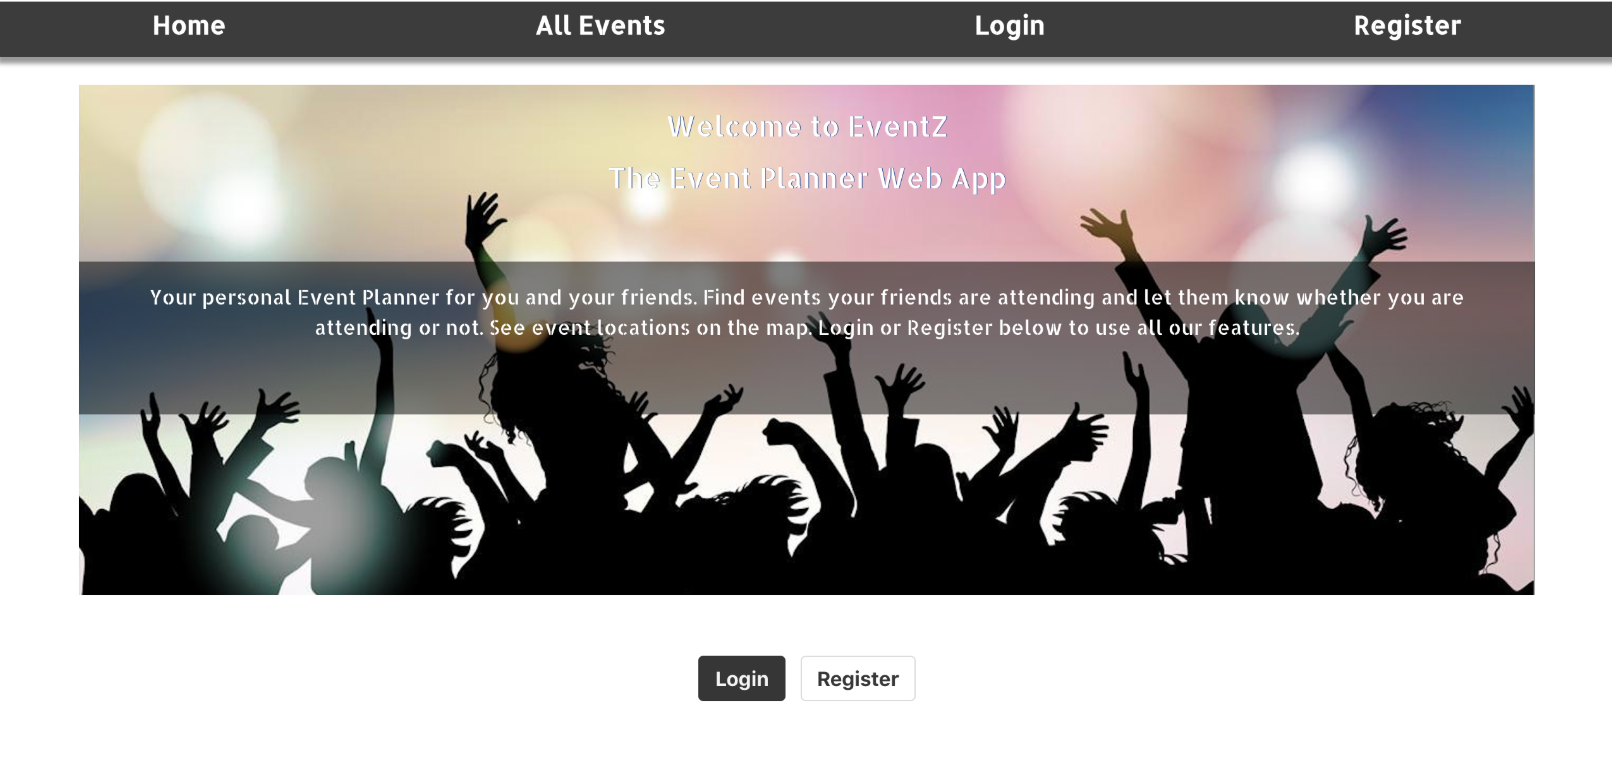 Home All Events Login Register
Welcome to EventZ
The Event Planner Web App
Your personal Event Planner for you and your friends. Find events your friends are attending and let them know whether you are
attending or not. See event locations on the map. Login or Register below to use all our features.
Login Register